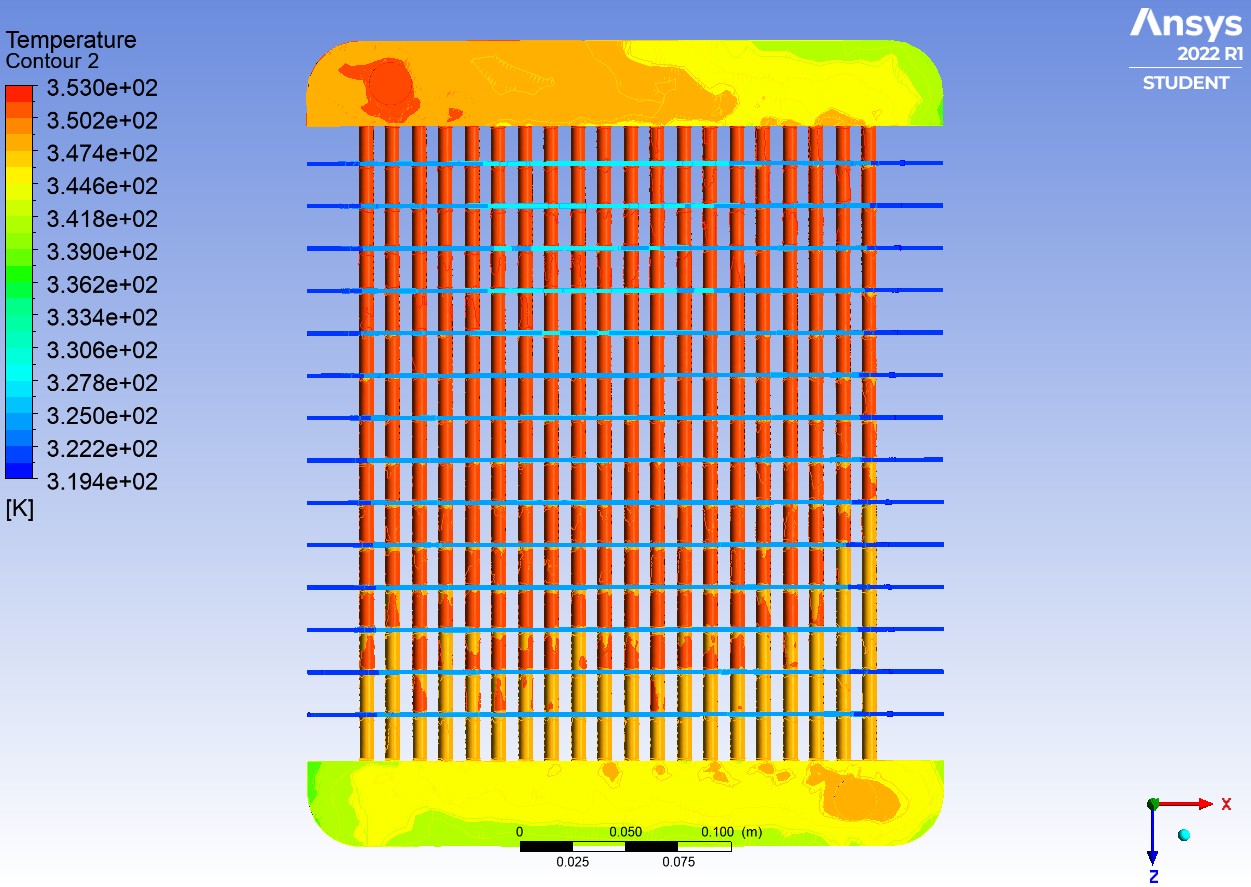 Temperature
Contour 2
3.530e+02
3.502e+02
3.474e+02
3.446e+02
3.418e+02
3.390e+02
3.362e+02
3.334e+02
3.306e+02
3.278e+02
3.250e+02
3.222e+02
3.194e+02
[K]
Ansys
2022 R1
STUDENT
0 0.050 0.100 (m)
0.025 0.075
X
Z